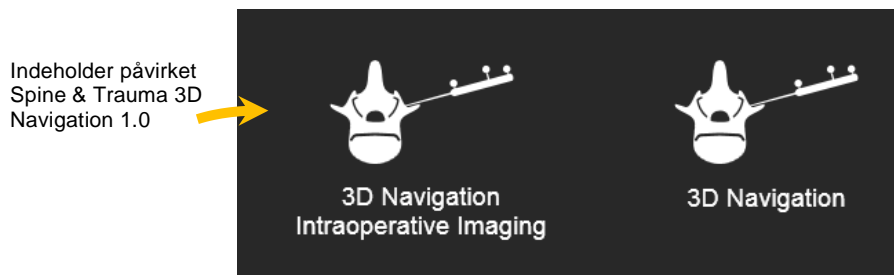 Indeholder påvirket
Spine & Trauma 3D
Navigation 1.0
3D Navigation
Intraoperative Imaging
3D Navigation